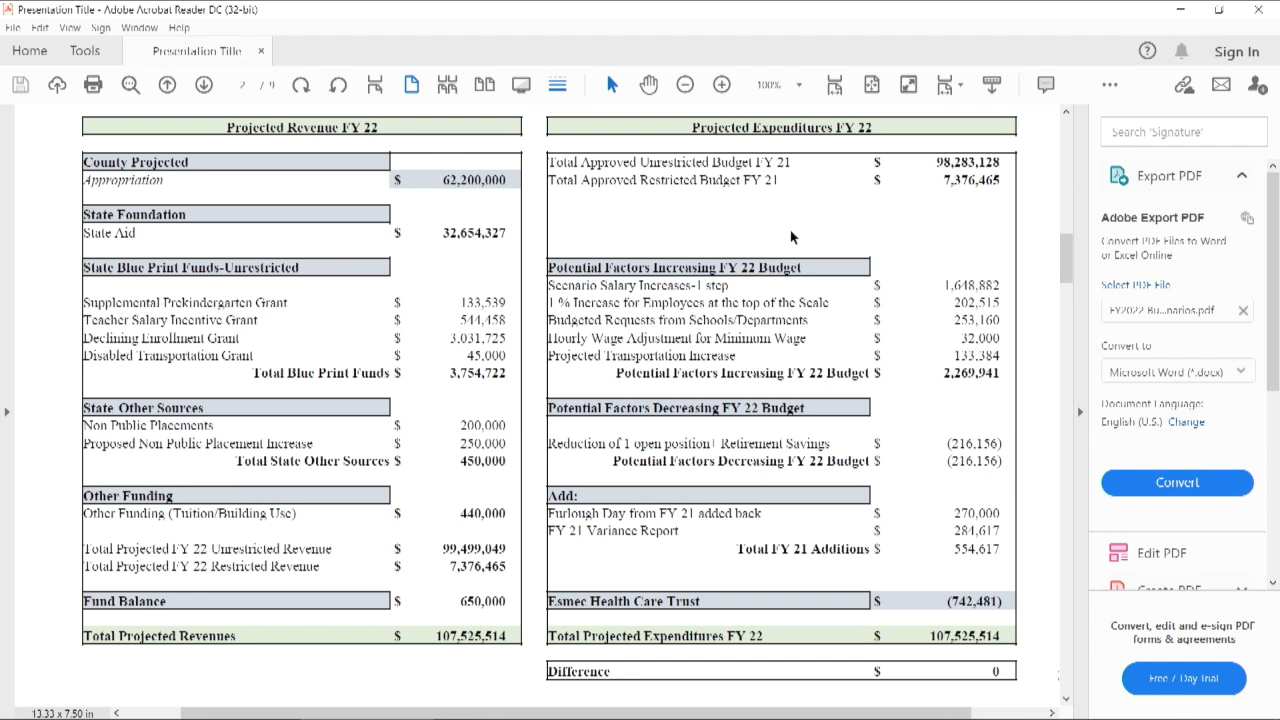 Presentation Title - Adobe Acrobat Reader DC (32-bit)
File Edit View Sign Window Help
Home Tools Presentation Title × Sign In
2 / 9 100%
Projected Revenue FY 22
County Projected
Appropriation $ 62,200,000
State Foundation
State Aid $ 32,654,327
State Blue Print Funds-Unrestricted
Supplemental Prekindergarten Grant $ 133,539
Teacher Salary Incentive Grant $ 544,458
Declining Enrollment Grant $ 3,031,725
Disabled Transportation Grant $ 45,000
Total Blue Print Funds $ 3,754,722
State Other Sources
Non Public Placements $ 200,000
Proposed Non Public Placement Increase $ 250,000
Total State Other Sources $ 450,000
Other Funding
Other Funding (Tuition/Building Use) $ 440,000
Total Projected FY 22 Unrestricted Revenue $ 99,499,049
Total Projected FY 22 Restricted Revenue $ 7,376,465
Fund Balance $ 650,000
Total Projected Revenues $ 107,525,514
Projected Expenditures FY 22
Total Approved Unrestricted Budget FY 21 $ 98,283,128
Total Approved Restricted Budget FY 21 $ 7,376,465
Potential Factors Increasing FY 22 Budget
Scenario Salary Increases-1 step $ 1,648,882
1 % Increase for Employees at the top of the Scale $ 202,515
Budgeted Requests from Schools/Departments $ 253,160
Hourly Wage Adjustment for Minimum Wage $ 32,000
Projected Transportation Increase $ 133,384
Potential Factors Increasing FY 22 Budget $ 2,269,941
Potential Factors Decreasing FY 22 Budget
Reduction of 1 open position+ Retirement Savings $ (216,156)
Potential Factors Decreasing FY 22 Budget $ (216,156)
Add:
Furlough Day from FY 21 added back $ 270,000
FY 21 Variance Report $ 284,617
Total FY 21 Additions $ 554,617
Esmec Health Care Trust $ (742,481)
Total Projected Expenditures FY 22 $ 107,525,514
Difference $ 0
Search 'Signature'
Export PDF
Adobe Export PDF
Convert PDF Files to Word
or Excel Online
Select PDF File
FY2022 Bu...narios.pdf
Convert to
Microsoft Word (*.docx)
Document Language:
English (U.S.) Change
Convert
Edit PDF
Create PDF
Convert, edit and e-sign PDF
forms & agreements
Free 7 Day Trial
13.33 x 7.50 in